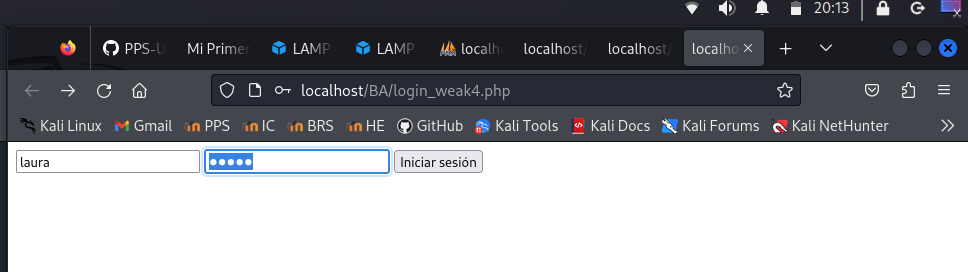 20:13
PPS-U Mi Primer LAMP LAMP localh localhost/ localhost/ localho
localhost/BA/login_weak4.php
Kali Linux Gmail PPS IC BRS HE GitHub Kali Tools Kali Docs Kali Forums Kali NetHunter
laura ••••• Iniciar sesión